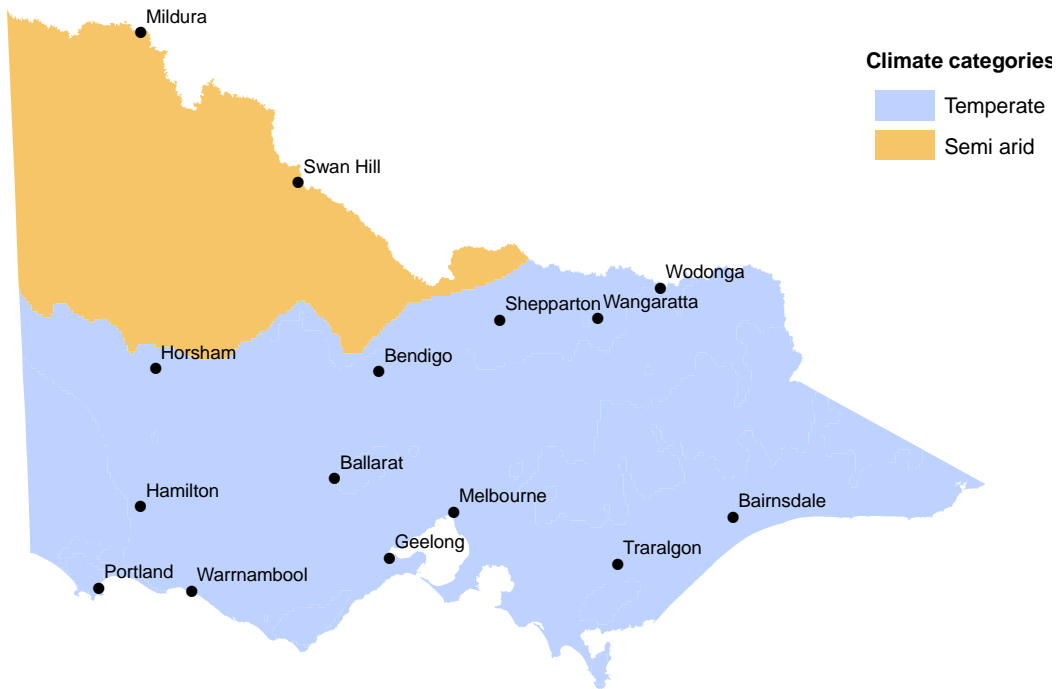 Mildura
Climate categories
Temperate
Semi arid
Swan Hill
Wodonga
Shepparton
Wangaratta
Horsham
Bendigo
Ballarat
Hamilton
Melbourne
Bairnsdale
Geelong
Traralgon
Portland
Warrnambool